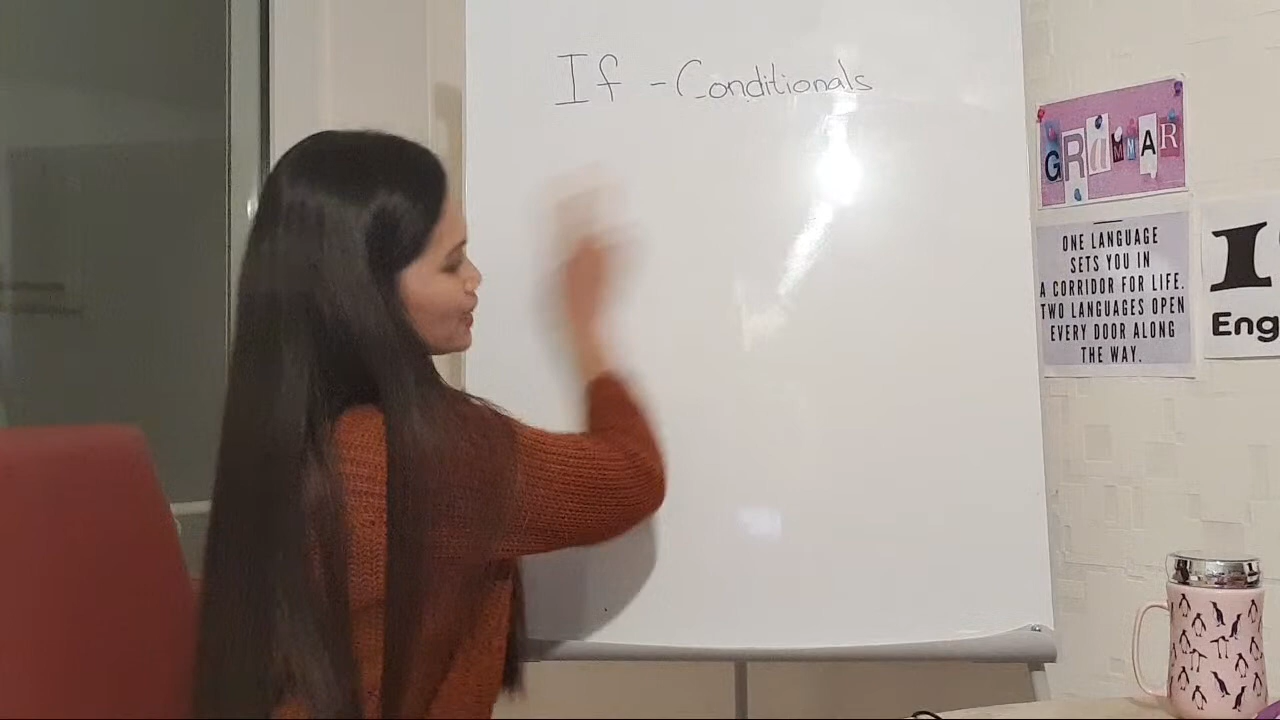 If - Conditionals
GRAMMAR
ONE LANGUAGE
SETS YOU IN
A CORRIDOR FOR LIFE.
TWO LANGUAGES OPEN
EVERY DOOR ALONG
THE WAY.
I
Eng